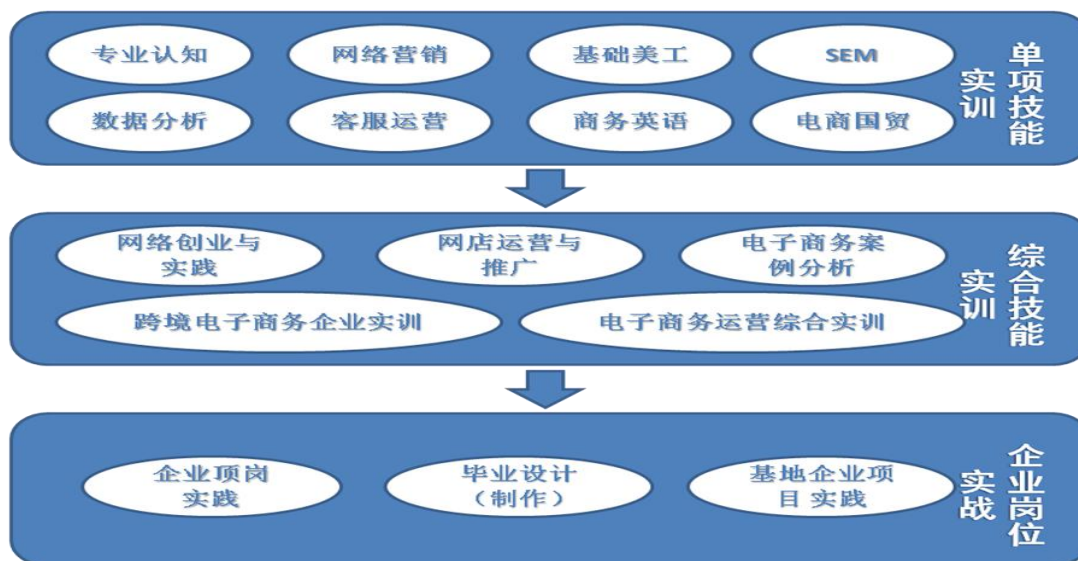 专业认知
网络营销
基础美工
SEM
数据分析
客服运营
商务英语
电商国贸
单项技能
实训
网络创业与
实践
网店运营与
推广
电子商务案
例分析
跨境电子商务企业实训
电子商务运营综合实训
综合技能
实训
企业顶岗
实践
毕业设计
（制作）
基地企业项
目 实践
企业岗位
实战